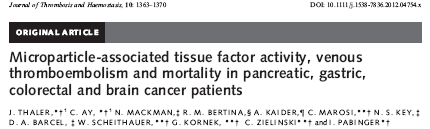 Journal of Thrombosis and Haemostasis, 10: 1363–1370
DOI: 10.1111/j.1538-7836.2012.04754.x
ORIGINAL ARTICLE
Microparticle-associated tissue factor activity, venous
thromboembolism and mortality in pancreatic, gastric,
colorectal and brain cancer patients
J. THALER,*†¹ C. AY, *†¹ N. MACKMAN,‡ R. M. BERTINA,§ A. KAIDER,¶ C. MAROSI,**† N. S. KEY,‡
D. A. BARCEL, ‡ W. SCHEITHAUER,**† G. KORNEK, **† C. ZIELINSKI**† and I. PABINGER*†